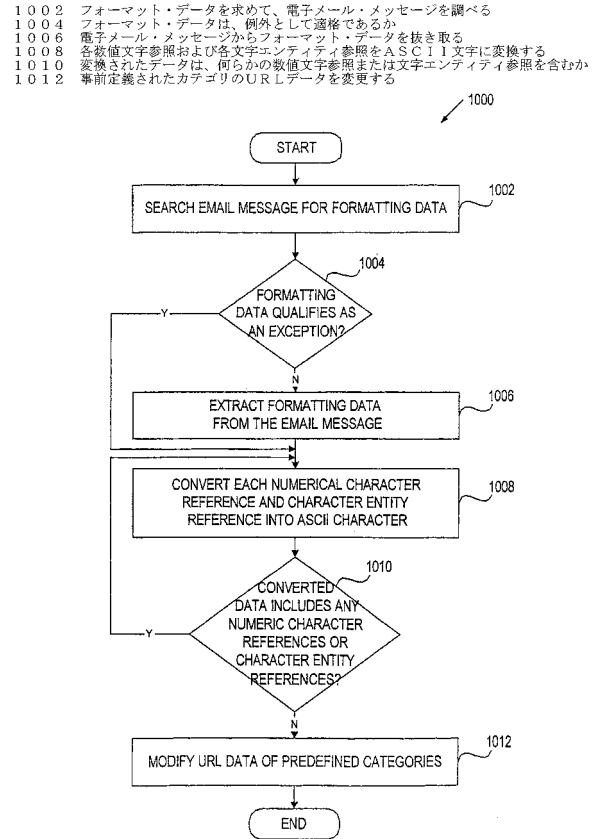 1002 フォーマット・データを求めて、電子メール・メッセージを調べる
1004 フォーマット・データは、例外として適格であるか
1006 電子メール・メッセージからフォーマット・データを抜き取る
1008 各数値文字参照および各文字エンティティ参照をASCII文字に変換する
1010 変換されたデータは、何らかの数値文字参照または文字エンティティ参照を含むか
1012 事前定義されたカテゴリのURLデータを変更する
1000
START
1002
SEARCH EMAIL MESSAGE FOR FORMATTING DATA
1004
FORMATTING
DATA QUALIFIES AS
AN EXCEPTION?
Y
N
1006
EXTRACT FORMATTING DATA
FROM THE EMAIL MESSAGE
1008
CONVERT EACH NUMERICAL CHARACTER
REFERENCE AND CHARACTER ENTITY
REFERENCE INTO ASCII CHARACTER
1010
CONVERTED
DATA INCLUDES ANY
NUMERIC CHARACTER
REFERENCES OR
CHARACTER ENTITY
REFERENCES?
Y
N
1012
MODIFY URL DATA OF PREDEFINED CATEGORIES
END